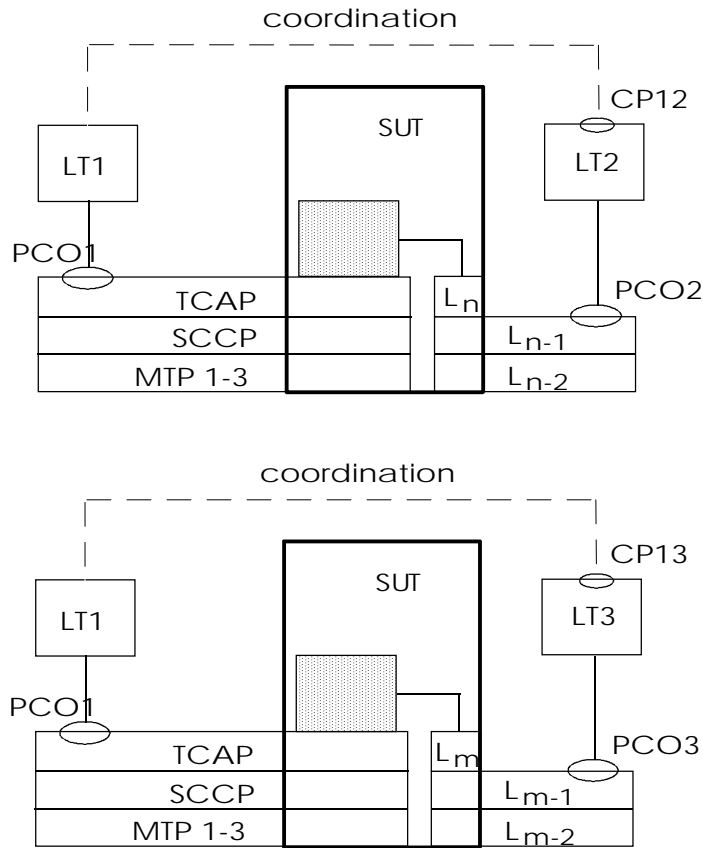 coordination
CP12
SUT
LT1
LT2
PCO1
PCO2
TCAP
Ln
SCCP
Ln-1
MTP 1-3
Ln-2
coordination
CP13
SUT
LT1
LT3
PCO1
PCO3
TCAP
Lm
SCCP
Lm-1
MTP 1-3
Lm-2